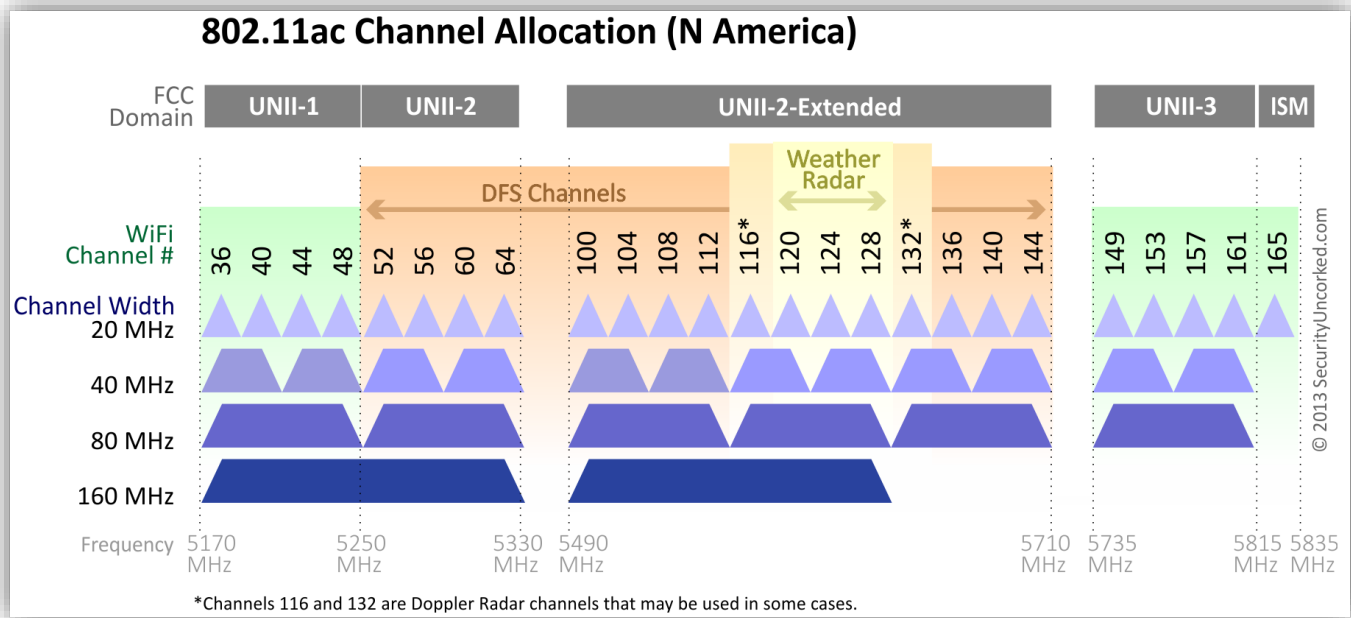 802.11ac Channel Allocation (N America)
FCC
Domain
UNII-1 UNII-2 UNII-2-Extended UNII-3 ISM
Weather
Radar
DFS Channels
WiFi
Channel #
36 40 44 48 52 56 60 64 100 104 108 112 116* 120 124 128 132* 136 140 144 149 153 157 161 165
Channel Width
20 MHz
40 MHz
80 MHz
160 MHz
Frequency 5170 5250 5330 5490 5710 5735 5815 5835
MHz MHz MHz MHz MHz MHz MHz MHz
*Channels 116 and 132 are Doppler Radar channels that may be used in some cases.
© 2013 SecurityUncorked.com